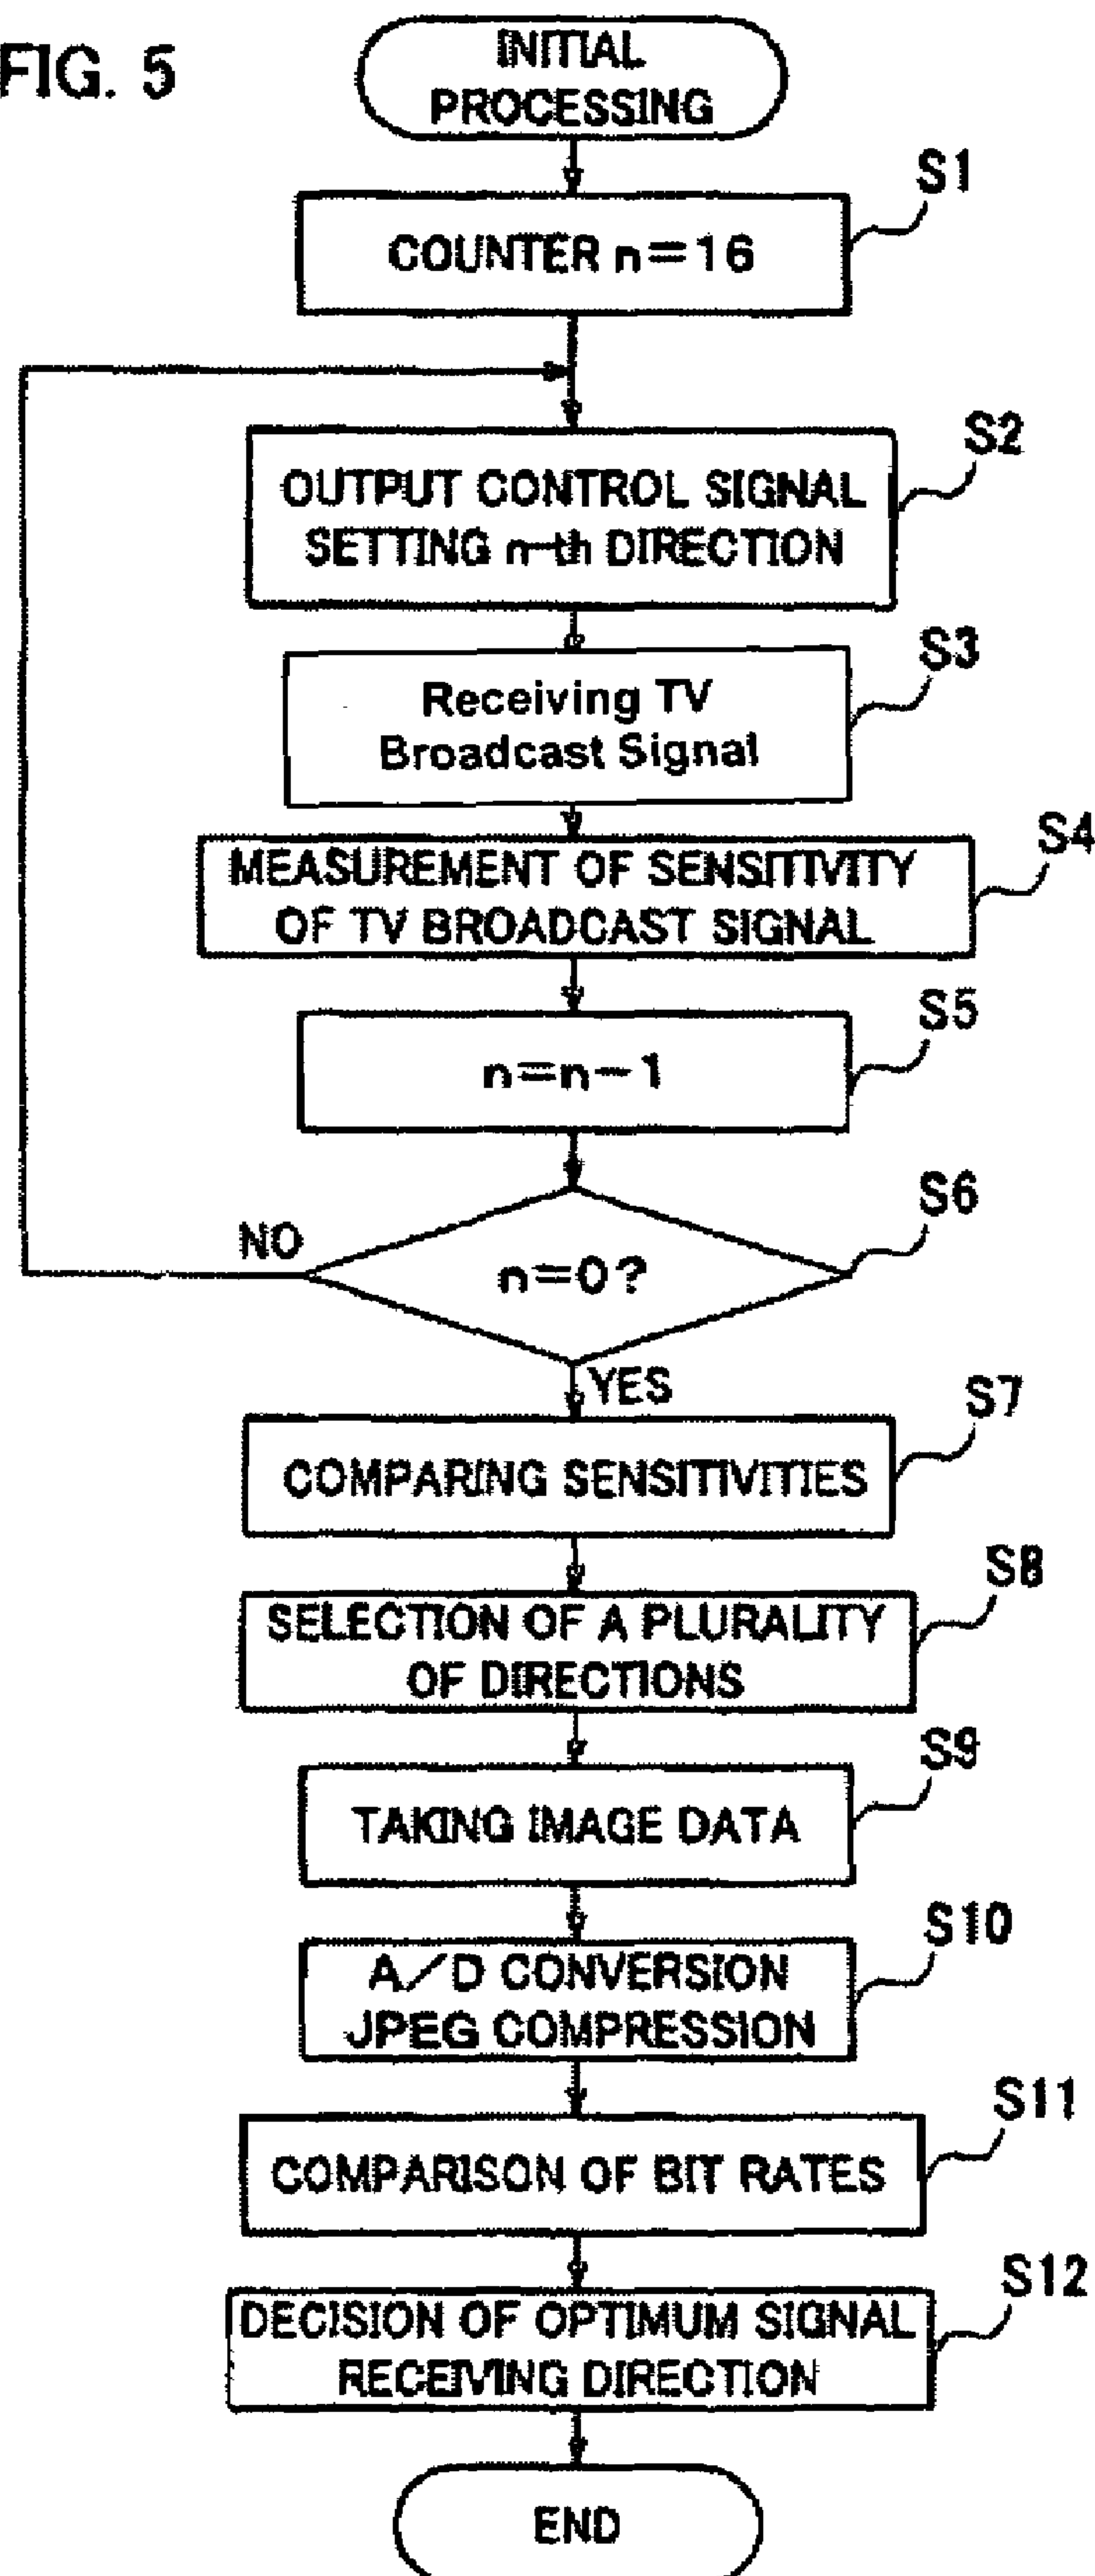 FIG. 5
INITIAL
PROCESSING
S1
COUNTER n=16
S2
OUTPUT CONTROL SIGNAL
SETTING n-th DIRECTION
S3
Receiving TV
Broadcast Signal
S4
MEASUREMENT OF SENSITIVITY
OF TV BROADCAST SIGNAL
S5
n=n-1
S6
NO
n=0?
YES
S7
COMPARING SENSITIVITIES
S8
SELECTION OF A PLURALITY
OF DIRECTIONS
S9
TAKING IMAGE DATA
S10
A/D CONVERSION
JPEG COMPRESSION
S11
COMPARISON OF BIT RATES
S12
DECISION OF OPTIMUM SIGNAL
RECEIVING DIRECTION
END